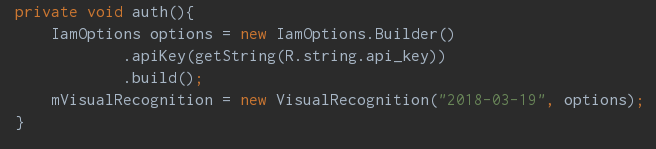 private void auth(){
IamOptions options = new IamOptions.Builder()
.apiKey(getString(R.string.api_key))
.build();
mVisualRecognition = new VisualRecognition("2018-03-19", options);
}